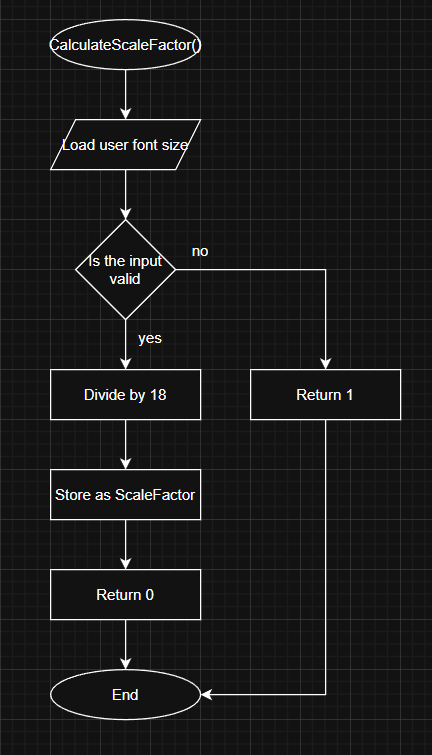 CalculateScaleFactor()
Load user font size
Is the input
valid
no
yes
Divide by 18
Return 1
Store as ScaleFactor
Return 0
End